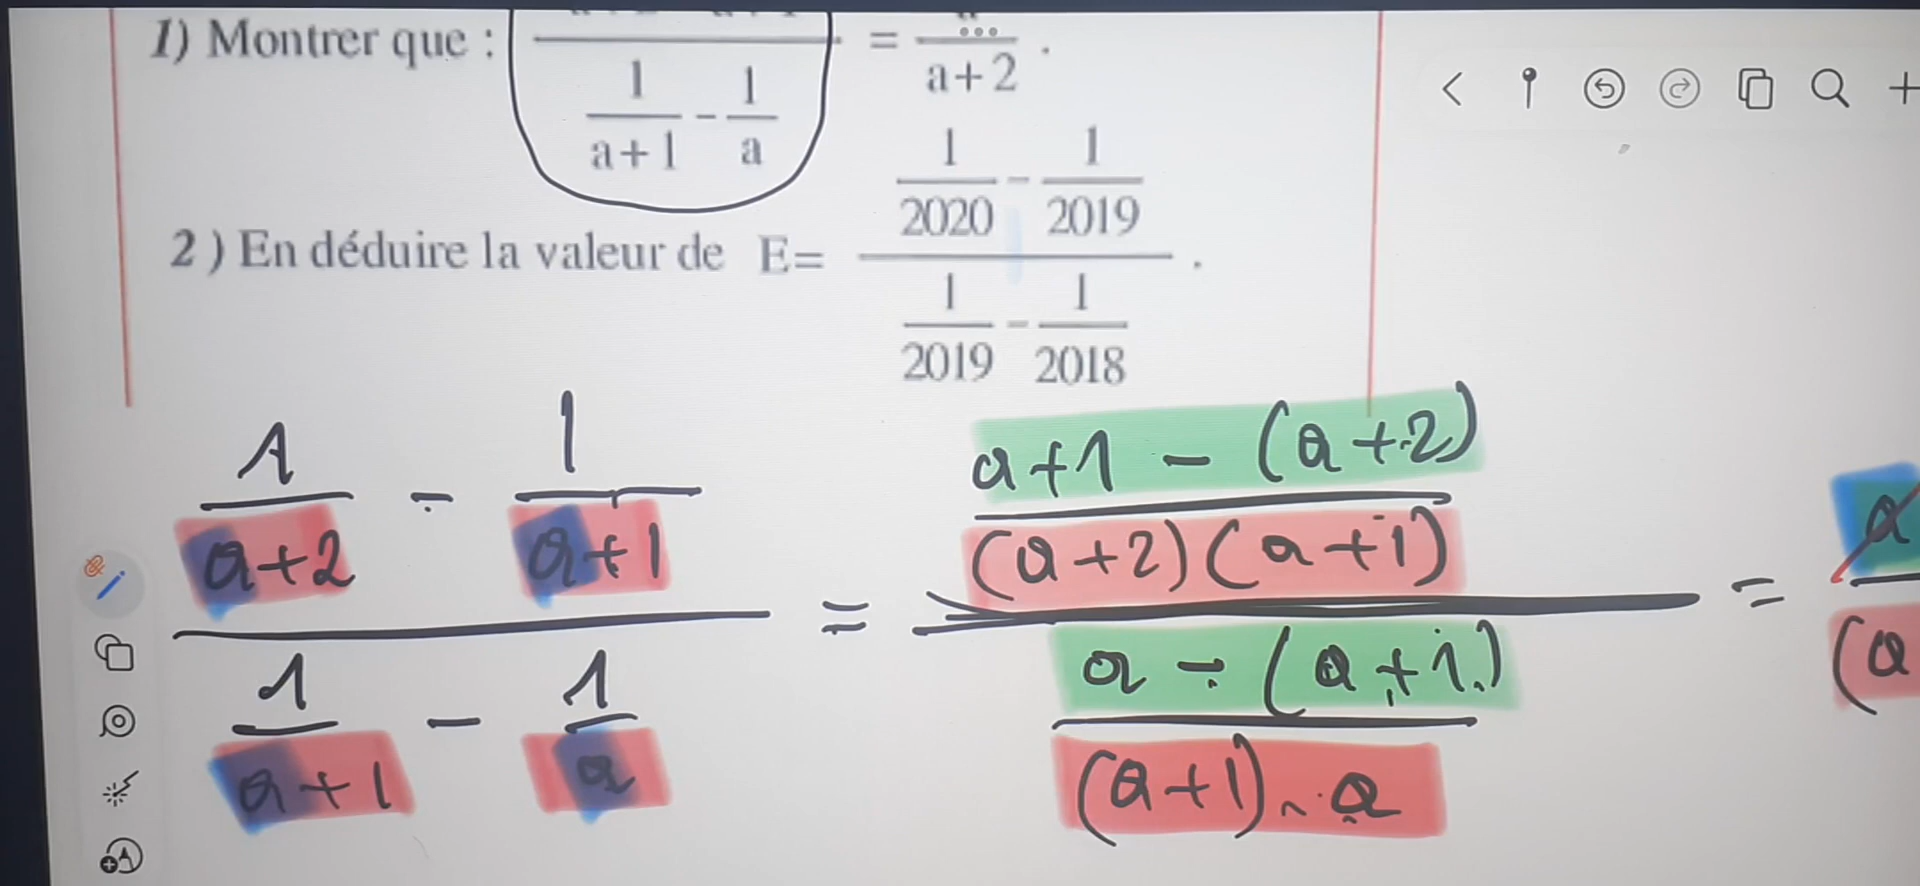 1) Montrer que : 1/(a+1) - 1/a = /(a+2) .
2 ) En déduire la valeur de E= (1/2020 - 1/2019)/(1/2019 - 1/2018) .
(1/(a+2) - 1/(a+1))/(1/(a+1) - 1/a) = ((a+1 - (a+2))/((a+2)(a+1)))/((a - (a+1))/((a+1).a)) = a/(a